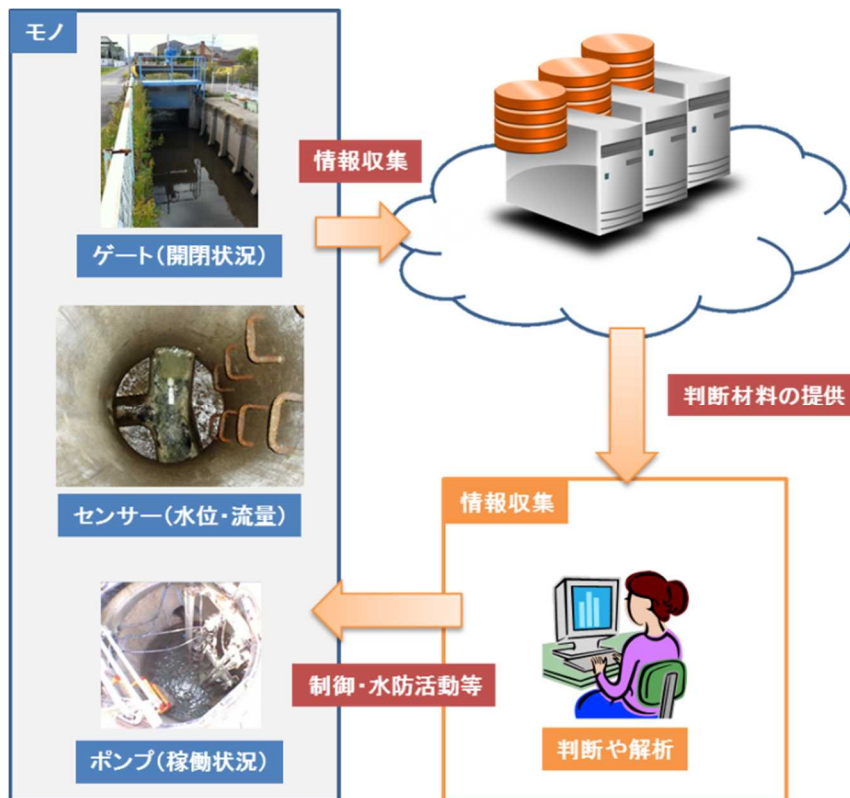 モノ
ゲート(開閉状況)
センサー(水位・流量)
ポンプ(稼働状況)
情報収集
判断材料の提供
情報収集
判断や解析
制御・水防活動等